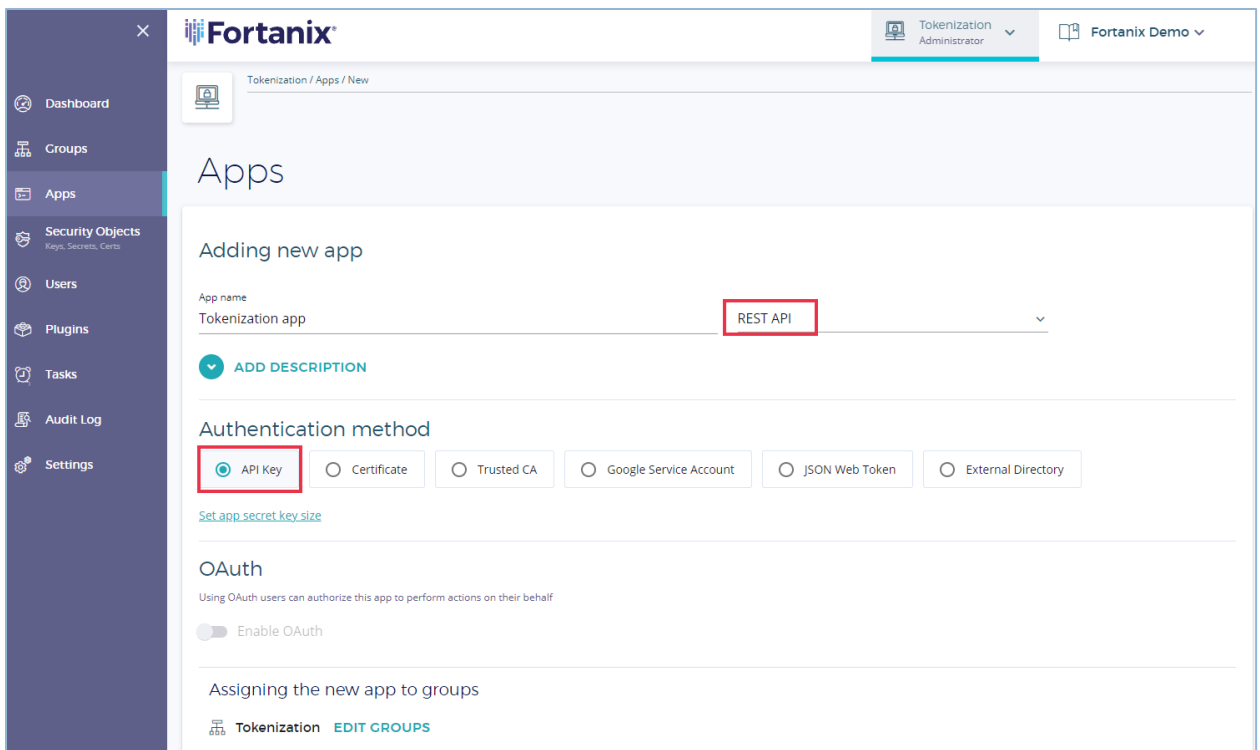 Fortanix®
Tokenization
Administrator
Fortanix Demo
Tokenization / Apps / New
Dashboard
Groups
Apps
Security Objects
Keys, Secrets, Certs
Users
Plugins
Tasks
Audit Log
Settings
Apps
Adding new app
App name
Tokenization app
REST API
ADD DESCRIPTION
Authentication method
API Key
Certificate
Trusted CA
Google Service Account
JSON Web Token
External Directory
Set app secret key size
OAuth
Using OAuth users can authorize this app to perform actions on their behalf
Enable OAuth
Assigning the new app to groups
Tokenization EDIT GROUPS